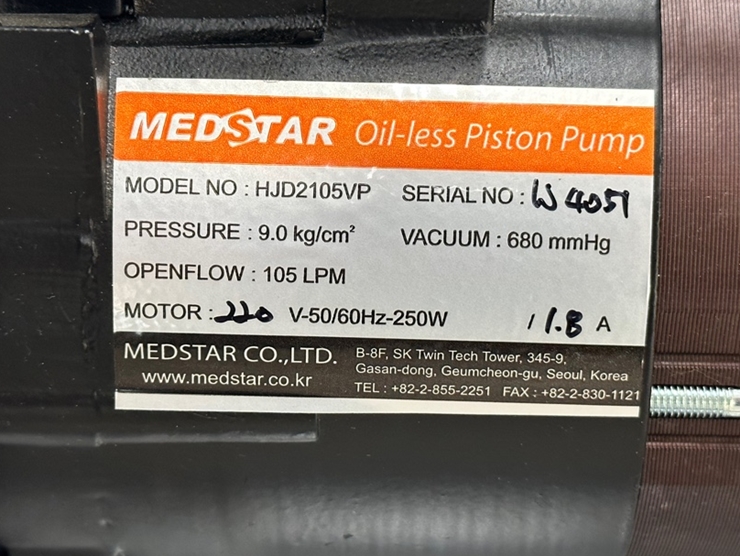 MEDSTAR Oil-less Piston Pump
MODEL NO : HJD2105VP SERIAL NO : W4051
PRESSURE : 9.0 kg/cm² VACUUM : 680 mmHg
OPENFLOW : 105 LPM
MOTOR : 220 V-50/60Hz-250W / 1.8 A
MEDSTAR CO.,LTD. B-8F, SK Twin Tech Tower, 345-9,
Gasan-dong, Geumcheon-gu, Seoul, Korea
www.medstar.co.kr
TEL : +82-2-855-2251 FAX : +82-2-830-1121